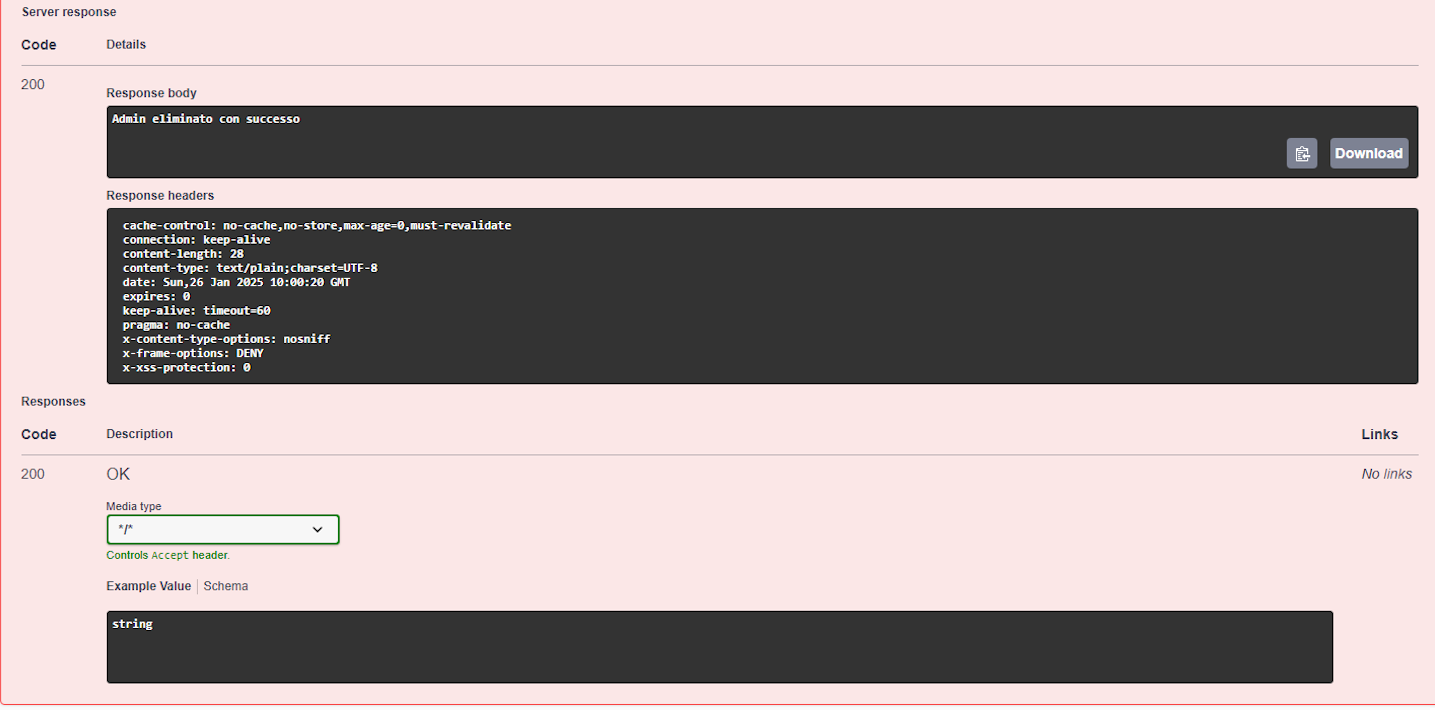 Server response
Code Details
200
Response body
Admin eliminato con successo
Download
Response headers
cache-control: no-cache,no-store,max-age=0,must-revalidate
connection: keep-alive
content-length: 28
content-type: text/plain;charset=UTF-8
date: Sun,26 Jan 2025 10:00:20 GMT
expires: 0
keep-alive: timeout=60
pragma: no-cache
x-content-type-options: nosniff
x-frame-options: DENY
x-xss-protection: 0
Responses
Code Description Links
200 OK No links
Media type
*/*
Controls Accept header.
Example Value Schema
string